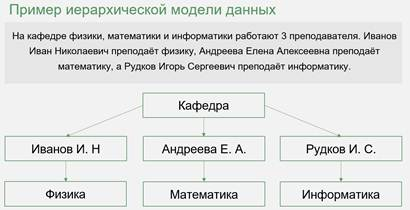 Пример иерархической модели данных
На кафедре физики, математики и информатики работают 3 преподавателя. Иванов
Иван Николаевич преподаёт физику, Андреева Елена Алексеевна преподаёт
математику, а Рудков Игорь Сергеевич преподаёт информатику.
Кафедра
Иванов И. Н
Андреева Е. А.
Рудков И. С.
Физика
Математика
Информатика